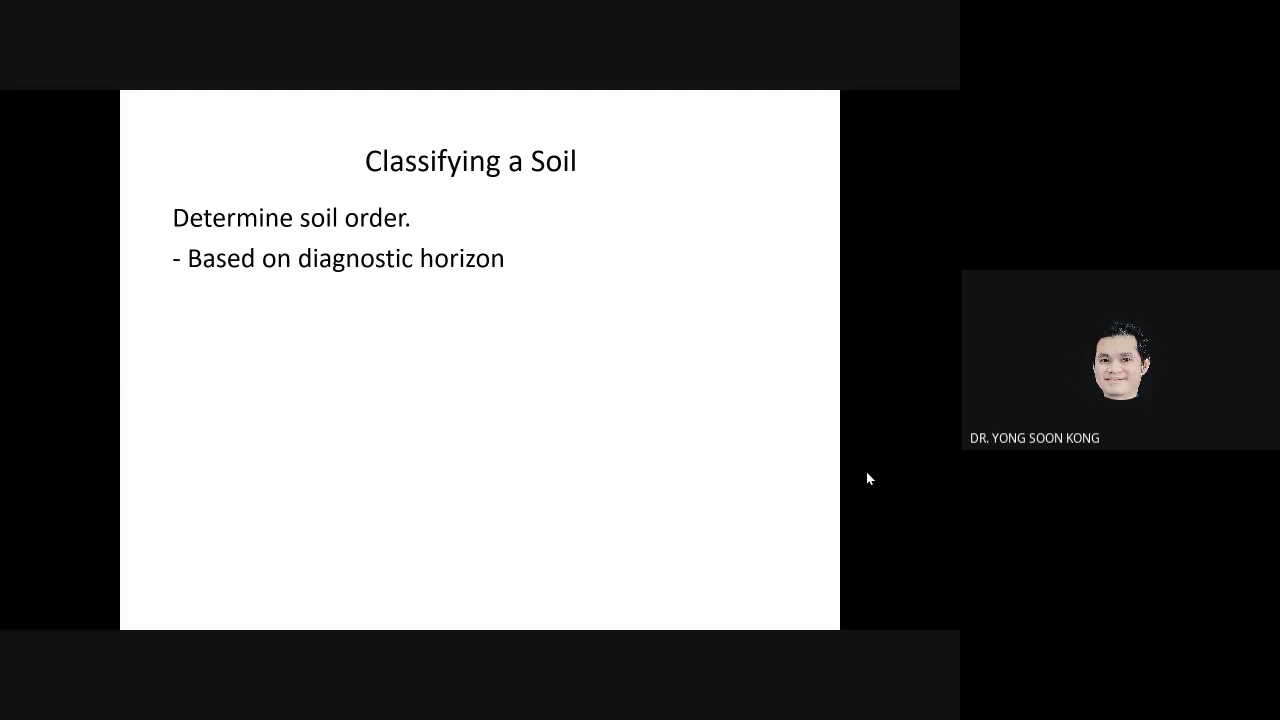 Classifying a Soil
Determine soil order.
- Based on diagnostic horizon
DR. YONG SOON KONG